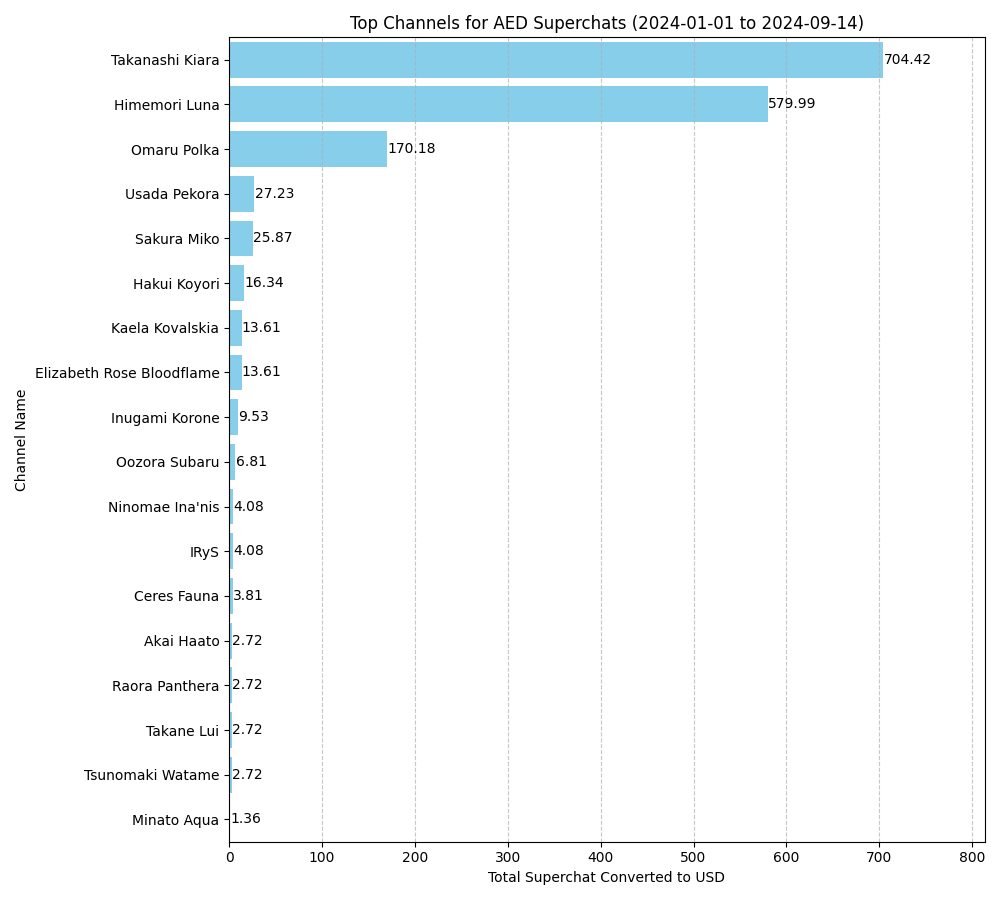 Top Channels for AED Superchats (2024-01-01 to 2024-09-14)
Channel Name
Takanashi Kiara 704.42
Himemori Luna 579.99
Omaru Polka 170.18
Usada Pekora 27.23
Sakura Miko 25.87
Hakui Koyori 16.34
Kaela Kovalskia 13.61
Elizabeth Rose Bloodflame 13.61
Inugami Korone 9.53
Oozora Subaru 6.81
Ninomae Ina'nis 4.08
IRyS 4.08
Ceres Fauna 3.81
Akai Haato 2.72
Raora Panthera 2.72
Takane Lui 2.72
Tsunomaki Watame 2.72
Minato Aqua 1.36
0 100 200 300 400 500 600 700 800
Total Superchat Converted to USD